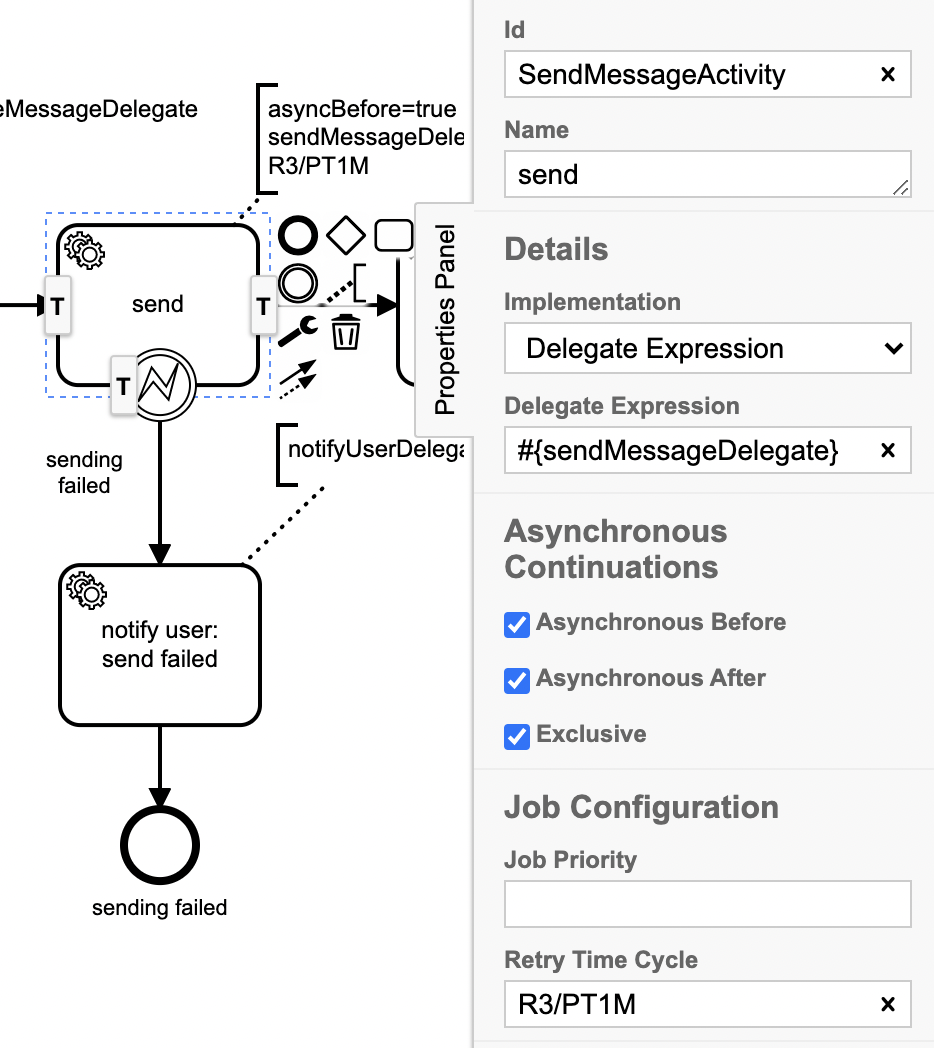 eMessageDelegate
asyncBefore=true
sendMessageDele
R3/PT1M
send
T
T
T
sending
failed
notifyUserDelega
notify user:
send failed
sending failed
Properties Panel
Id
SendMessageActivity
Name
send
Details
Implementation
Delegate Expression
Delegate Expression
#{sendMessageDelegate}
Asynchronous
Continuations
Asynchronous Before
Asynchronous After
Exclusive
Job Configuration
Job Priority
Retry Time Cycle
R3/PT1M